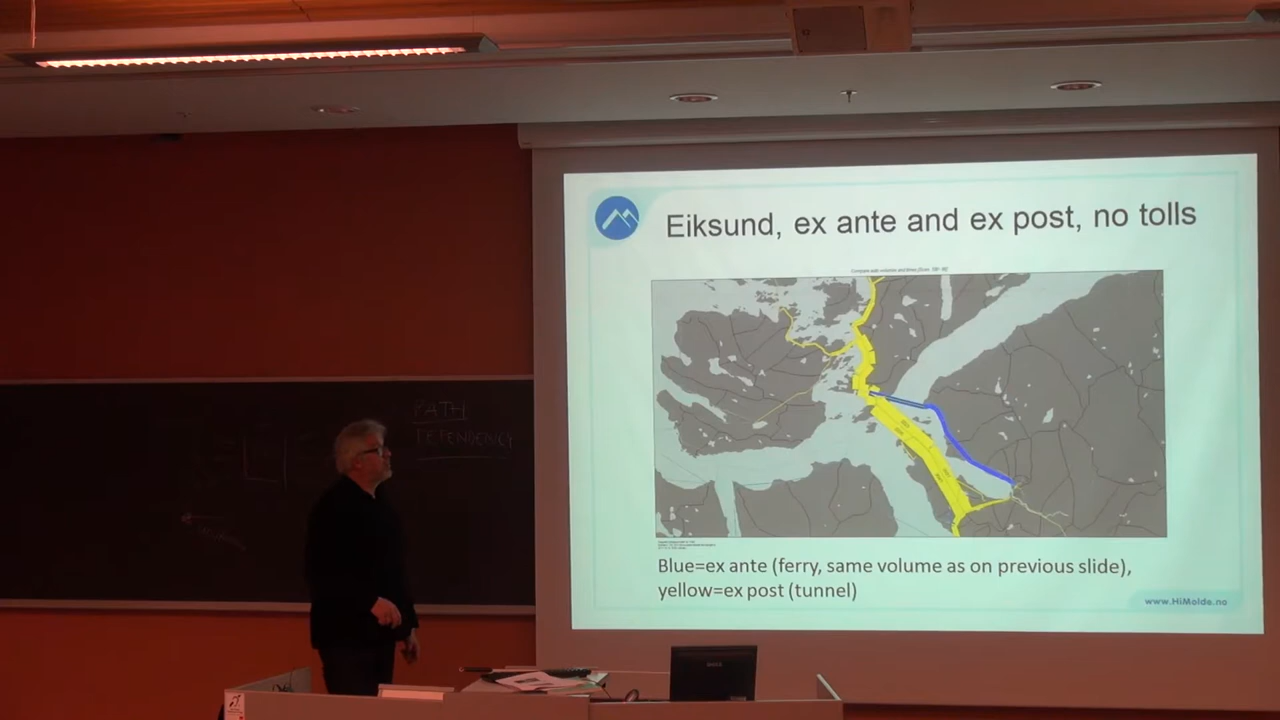 PATH
DEPENDENCY
Eiksund, ex ante and ex post, no tolls
Blue=ex ante (ferry, same volume as on previous slide),
yellow=ex post (tunnel)
www.HiMolde.no